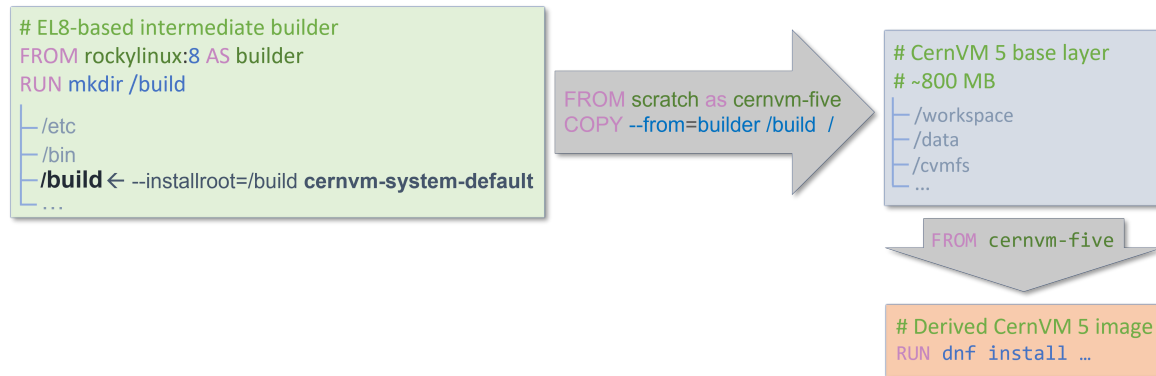 # EL8-based intermediate builder
FROM rockylinux:8 AS builder
RUN mkdir /build
/etc
/bin
/build ← --installroot=/build cernvm-system-default
...
FROM scratch as cernvm-five
COPY --from=builder /build /
# CernVM 5 base layer
# ~800 MB
/workspace
/data
/cvmfs
...
FROM cernvm-five
# Derived CernVM 5 image
RUN dnf install …